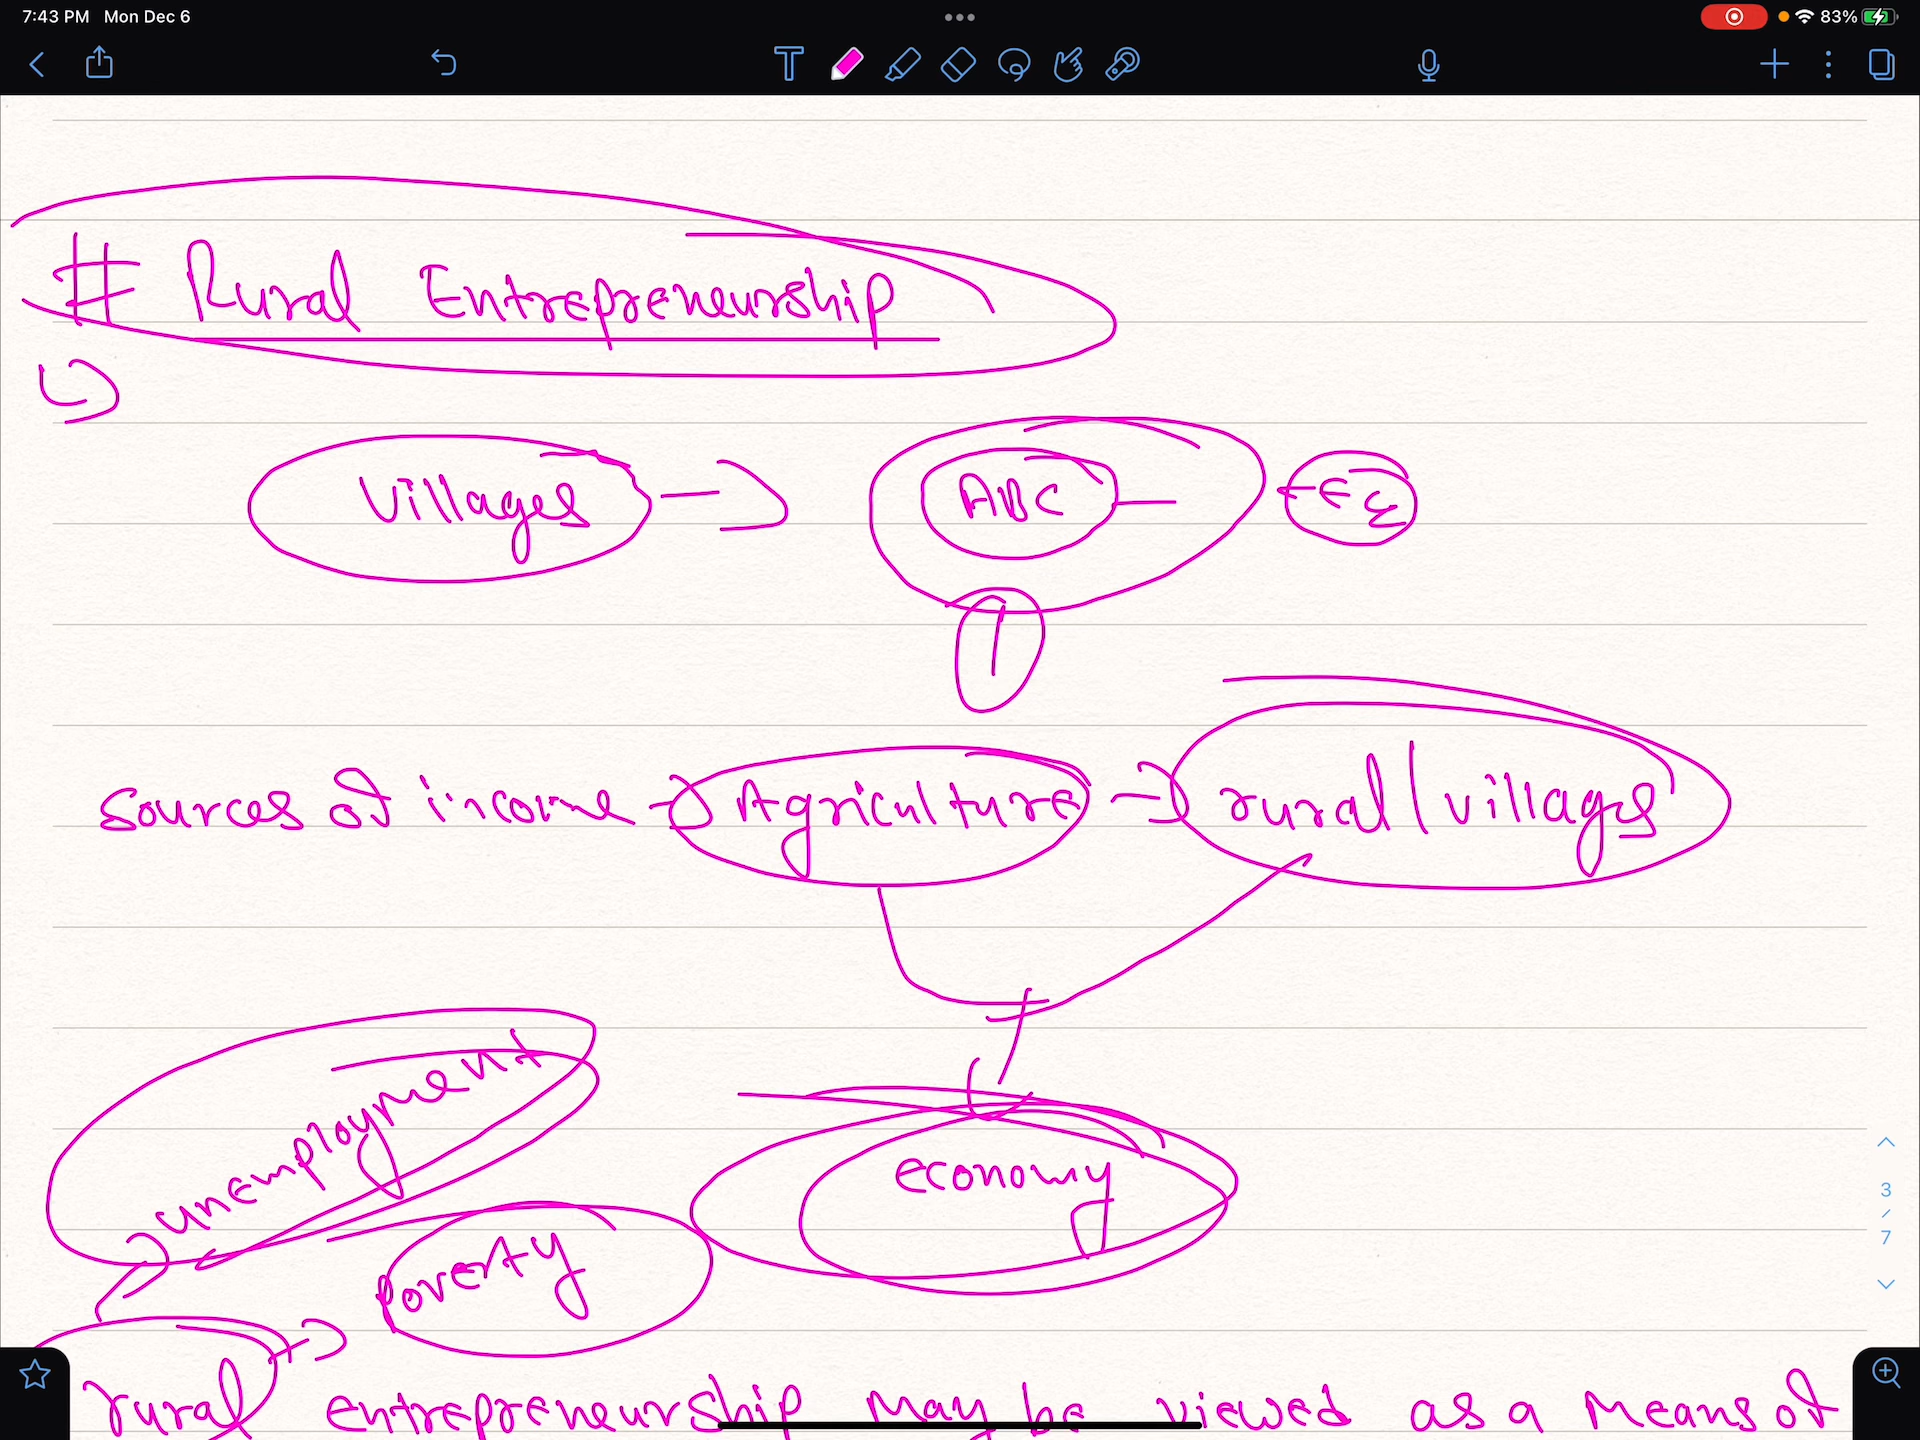 7:43 PM Mon Dec 6
83%
# Rural Entrepreneurship
Villages → ABC
sources of income → Agriculture → rural / villages
unemployment
economy
poverty
3 / 7
rural entrepreneurship may be viewed as a means of